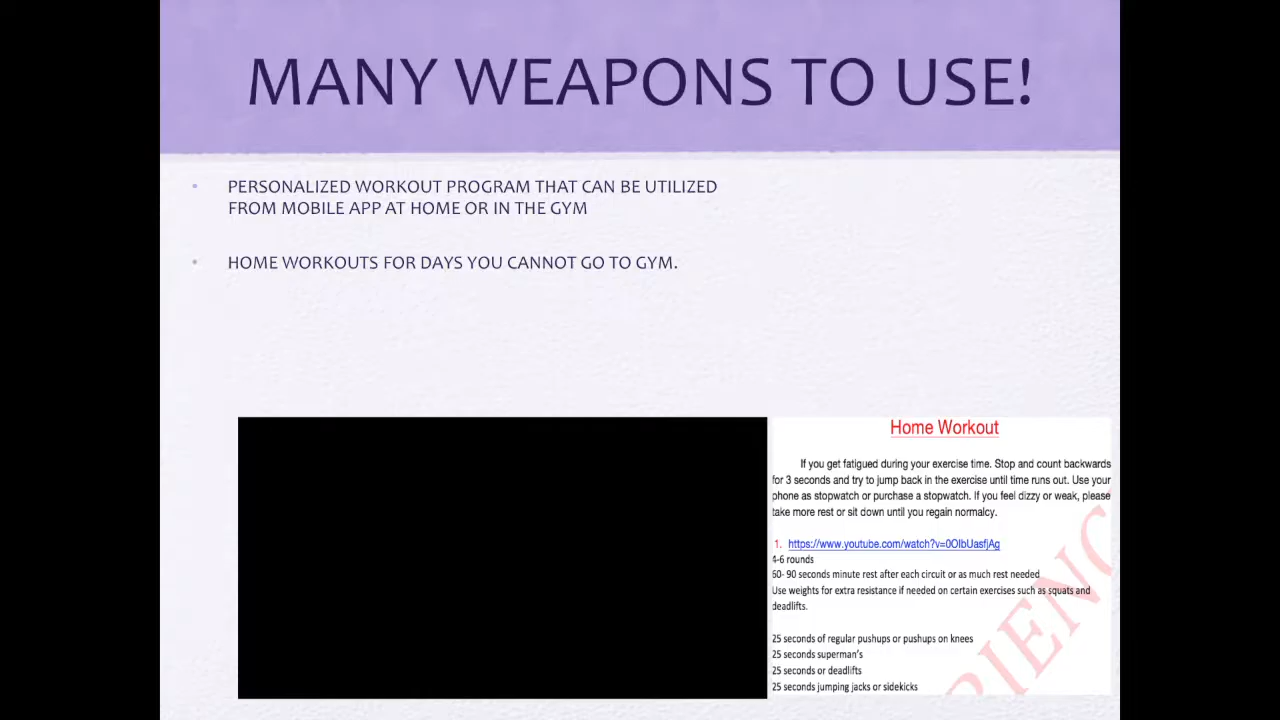 MANY WEAPONS TO USE!
• PERSONALIZED WORKOUT PROGRAM THAT CAN BE UTILIZED
FROM MOBILE APP AT HOME OR IN THE GYM
• HOME WORKOUTS FOR DAYS YOU CANNOT GO TO GYM.
Home Workout
If you get fatigued during your exercise time. Stop and count backwards
for 3 seconds and try to jump back in the exercise until time runs out. Use your
phone as stopwatch or purchase a stopwatch. If you feel dizzy or weak, please
take more rest or sit down until you regain normalcy.
1. https://www.youtube.com/watch?v=0OIbUasfjAg
4-6 rounds
60- 90 seconds minute rest after each circuit or as much rest needed
Use weights for extra resistance if needed on certain exercises such as squats and
deadlifts.
25 seconds of regular pushups or pushups on knees
25 seconds superman's
25 seconds or deadlifts
25 seconds jumping jacks or sidekicks